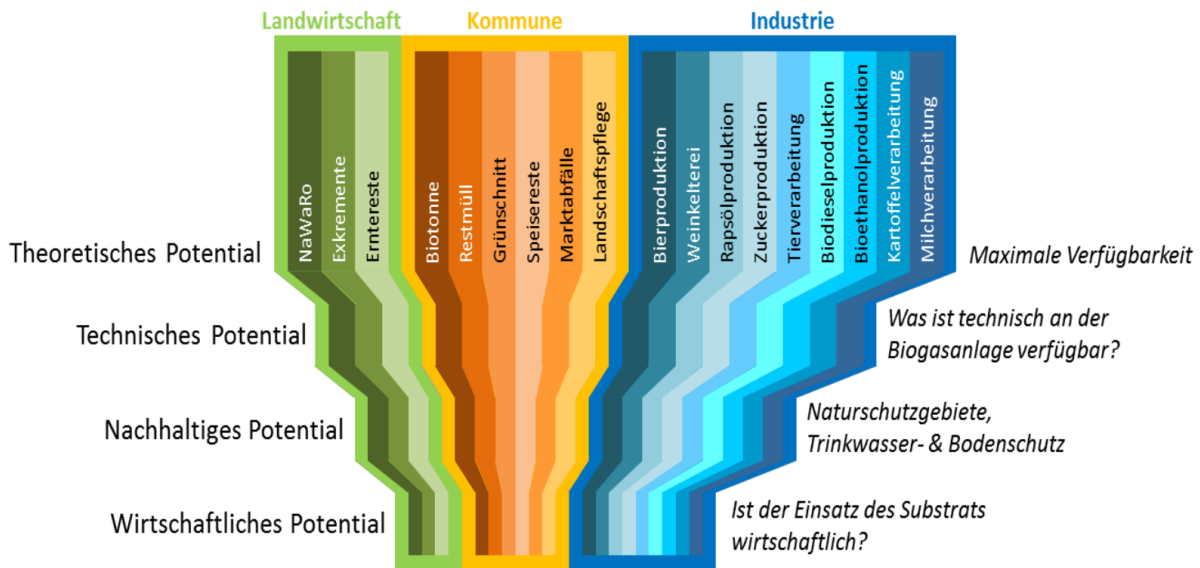 Landwirtschaft
Kommune
Industrie
NaWaRo
Exkremente
Erntereste
Biotonne
Restmüll
Grünschnitt
Speisereste
Marktabfälle
Landschaftspflege
Bierproduktion
Weinkelterei
Rapsölproduktion
Zuckerproduktion
Tierverarbeitung
Biodieselproduktion
Bioethanolproduktion
Kartoffelverarbeitung
Milchverarbeitung
Theoretisches Potential
Maximale Verfügbarkeit
Technisches Potential
Was ist technisch an der
Biogasanlage verfügbar?
Nachhaltiges Potential
Naturschutzgebiete,
Trinkwasser- & Bodenschutz
Wirtschaftliches Potential
Ist der Einsatz des Substrats
wirtschaftlich?